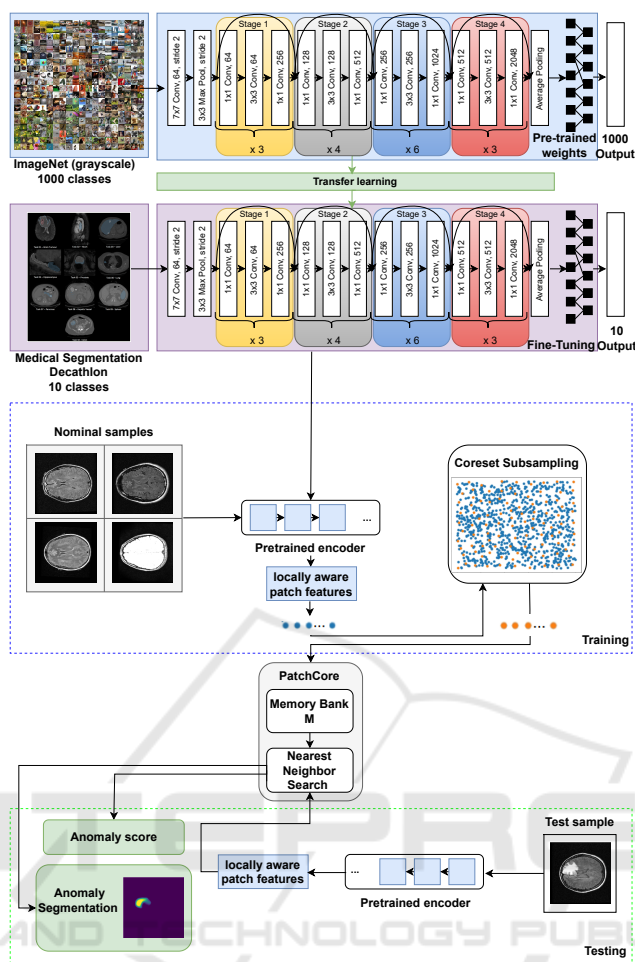 7x7 Conv, 64, stride 2
3x3 Max Pool, stride 2
Stage 1
1x1 Conv, 64
3x3 Conv, 64
1x1 Conv, 256
x 3
Stage 2
1x1 Conv, 128
3x3 Conv, 128
1x1 Conv, 512
x 4
Stage 3
1x1 Conv, 256
3x3 Conv, 256
1x1 Conv, 1024
x 6
Stage 4
1x1 Conv, 512
3x3 Conv, 512
1x1 Conv, 2048
x 3
Average Pooling
Pre-trained
weights
1000
Output
ImageNet (grayscale)
1000 classes
Transfer learning
7x7 Conv, 64, stride 2
3x3 Max Pool, stride 2
Stage 1
1x1 Conv, 64
3x3 Conv, 64
1x1 Conv, 256
x 3
Stage 2
1x1 Conv, 128
3x3 Conv, 128
1x1 Conv, 512
x 4
Stage 3
1x1 Conv, 256
3x3 Conv, 256
1x1 Conv, 1024
x 6
Stage 4
1x1 Conv, 512
3x3 Conv, 512
1x1 Conv, 2048
x 3
Average Pooling
Fine-Tuning
10
Output
Medical Segmentation
Decathlon
10 classes
Nominal samples
Coreset Subsampling
...
Pretrained encoder
locally aware
patch features
...
...
Training
PatchCore
Memory Bank
M
Nearest
Neighbor
Search
Anomaly score
Anomaly
Segmentation
locally aware
patch features
...
Pretrained encoder
Test sample
Testing
AND TECHNOLOGY PUBL